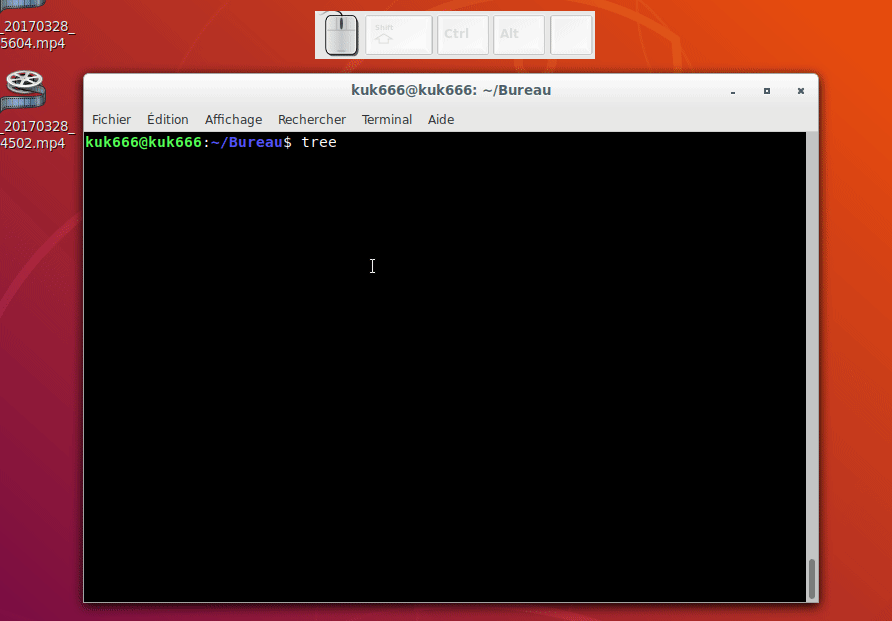 _20170328_
5604.mp4
_20170328_
4502.mp4
Shift
Ctrl
Alt
kuk666@kuk666: ~/Bureau
Fichier Édition Affichage Rechercher Terminal Aide
kuk666@kuk666:~/Bureau$ tree